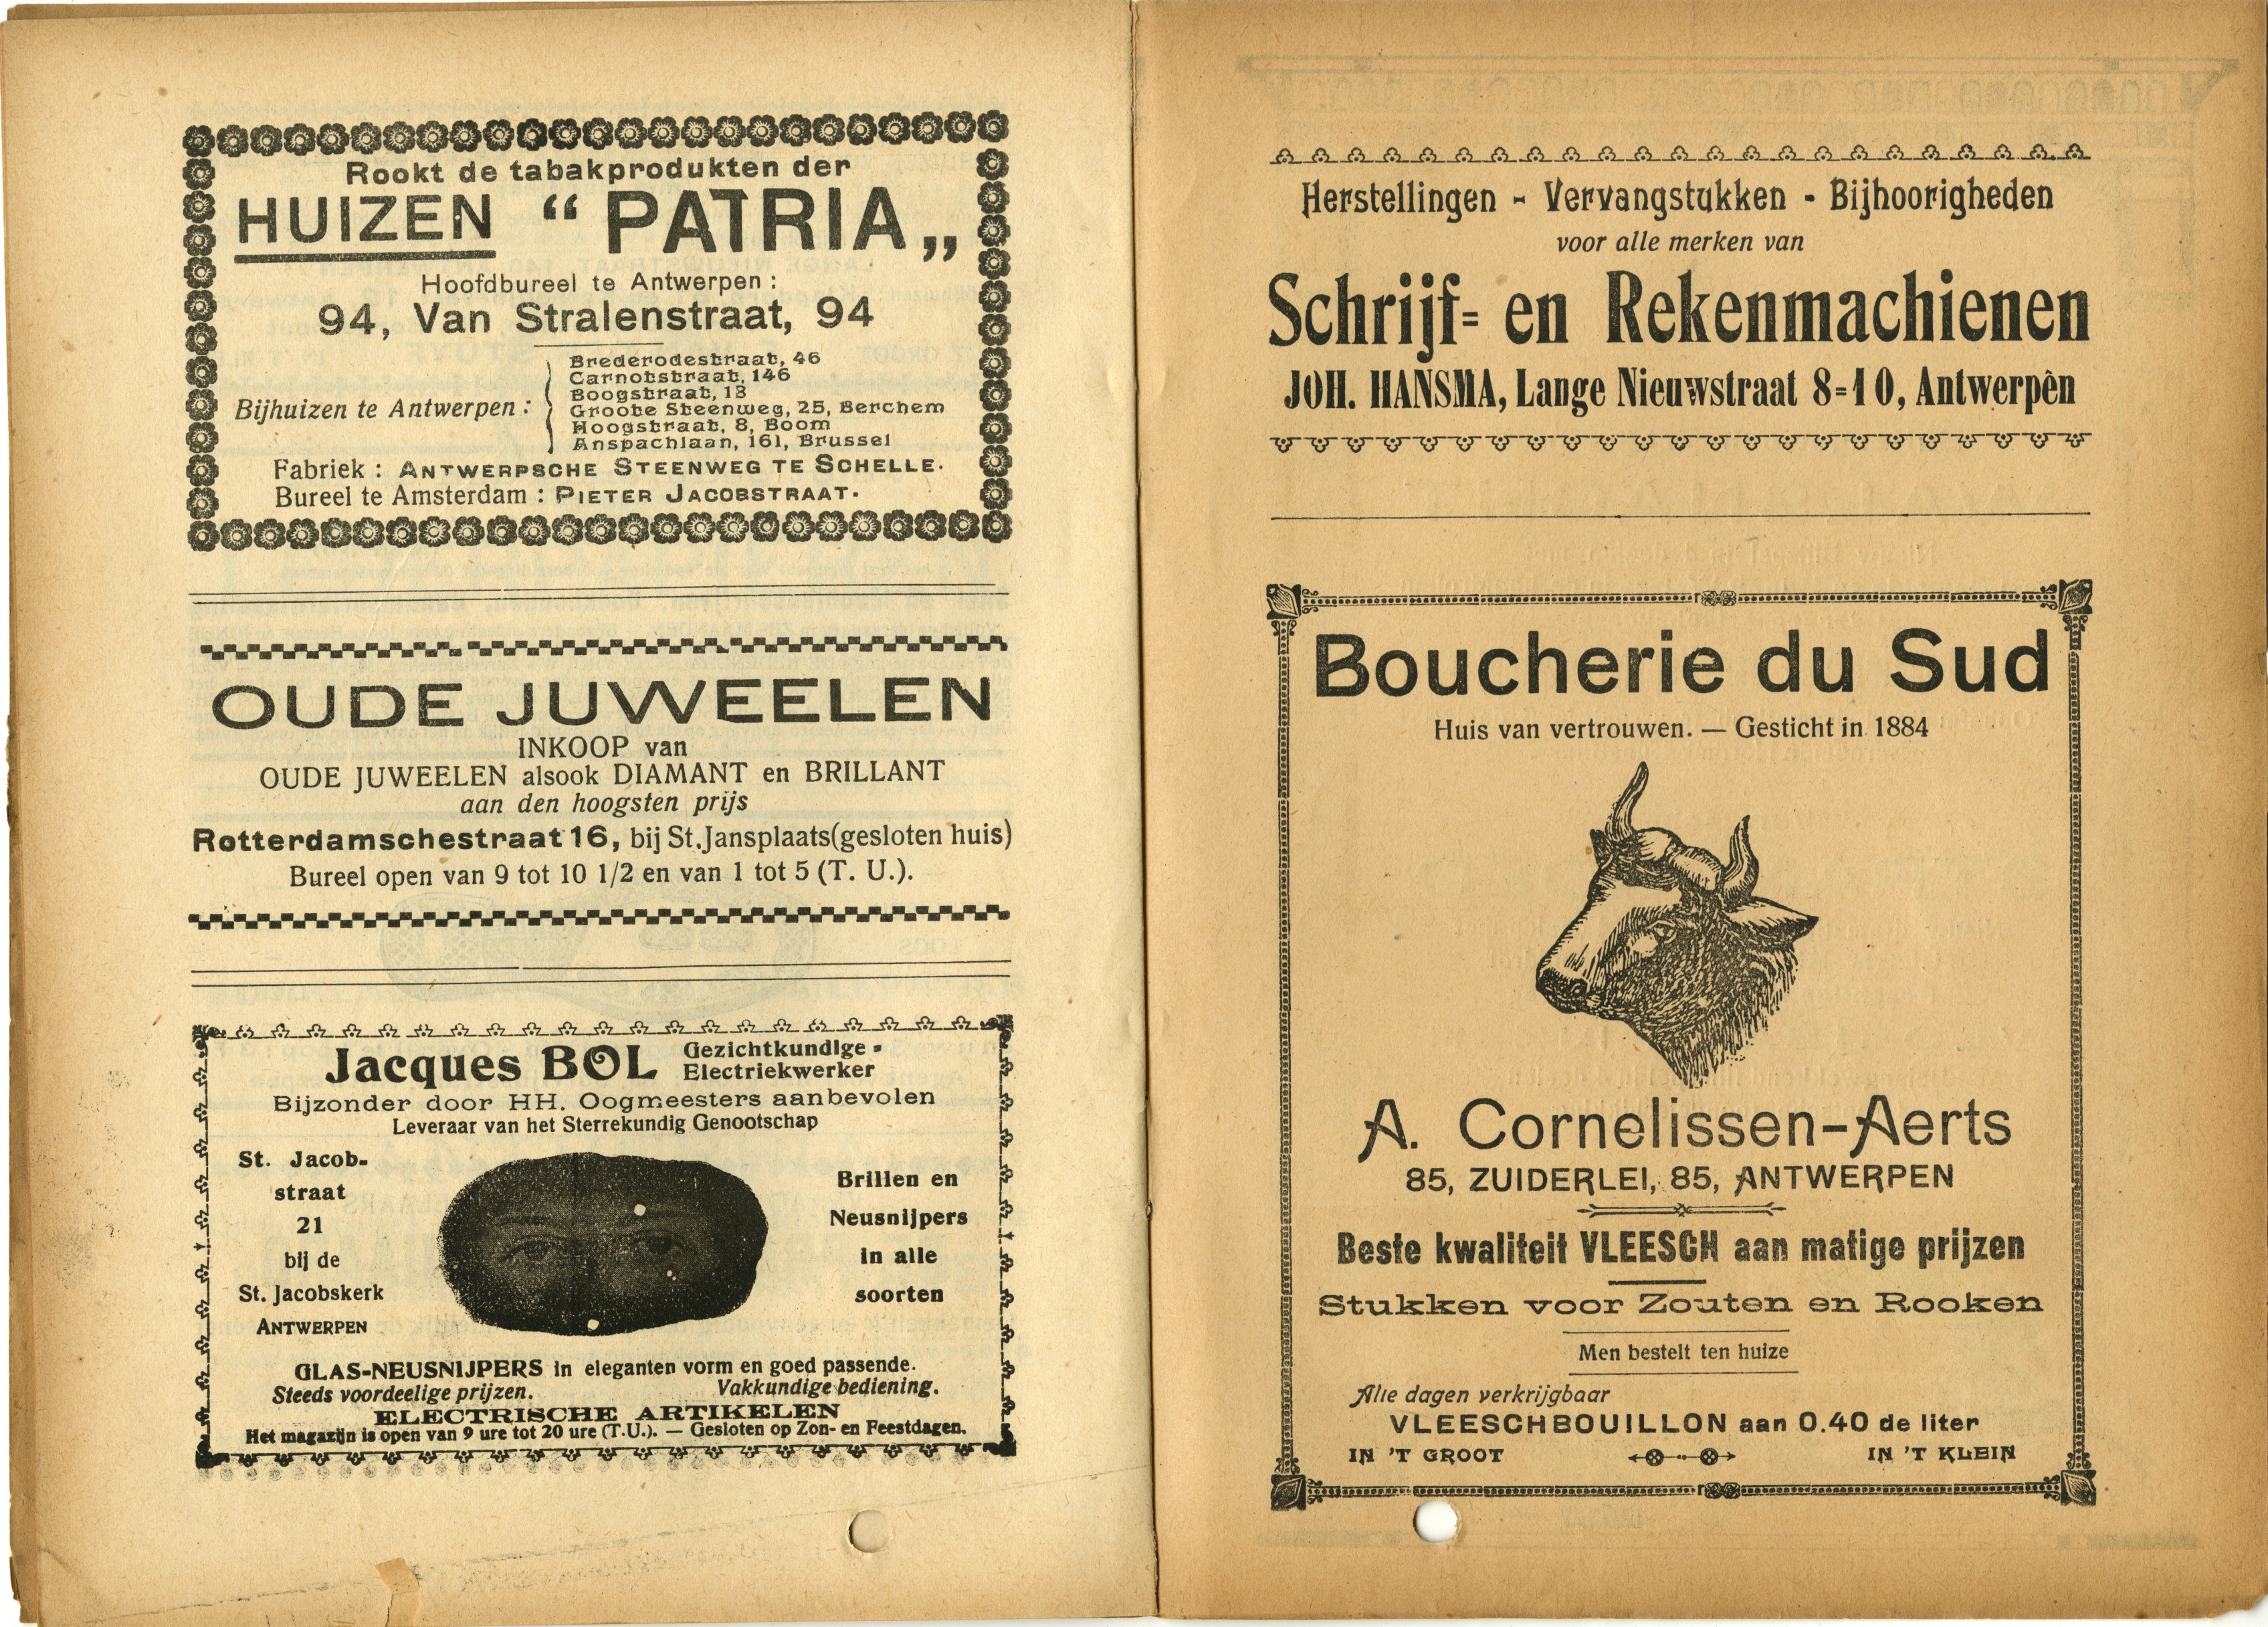 Rookt de tabakprodukten der
HUIZEN “ PATRIA „
Hoofdbureel te Antwerpen :
94, Van Stralenstraat, 94
Bijhuizen te Antwerpen :
Brederodestraat, 46
Carnotstraat, 146
Boogstraat, 13
Groote Steenweg, 25, Berchem
Hoogstraat, 8, Boom
Anspachlaan, 161, Brussel
Fabriek : ANTWERPSCHE STEENWEG TE SCHELLE.
Bureel te Amsterdam : PIETER JACOBSTRAAT.
OUDE JUWEELEN
INKOOP van
OUDE JUWEELEN alsook DIAMANT en BRILLANT
aan den hoogsten prijs
Rotterdamschestraat 16, bij St. Jansplaats (gesloten huis)
Bureel open van 9 tot 10 1/2 en van 1 tot 5 (T. U.).
Jacques BOL Gezichtkundige -
Electriekwerker
Bijzonder door HH. Oogmeesters aanbevolen
Leveraar van het Sterrekundig Genootschap
St. Jacob-
straat
21
bij de
St. Jacobskerk
ANTWERPEN
Brillen en
Neusnijpers
in alle
soorten
GLAS-NEUSNIJPERS in eleganten vorm en goed passende.
Steeds voordeelige prijzen. Vakkundige bediening.
ELECTRISCHE ARTIKELEN
Het magazijn is open van 9 ure tot 20 ure (T.U.). — Gesloten op Zon- en Feestdagen.
Herstellingen - Vervangstukken - Bijhoorigheden
voor alle merken van
Schrijf= en Rekenmachienen
JOH. HANSMA, Lange Nieuwstraat 8=10, Antwerpen
Boucherie du Sud
Huis van vertrouwen. — Gesticht in 1884
A. Cornelissen-Aerts
85, ZUIDERLEI, 85, ANTWERPEN
Beste kwaliteit VLEESCH aan matige prijzen
Stukken voor Zouten en Rooken
Men bestelt ten huize
Alle dagen verkrijgbaar
VLEESCHBOUILLON aan 0.40 de liter
IN 'T GROOT IN 'T KLEIN